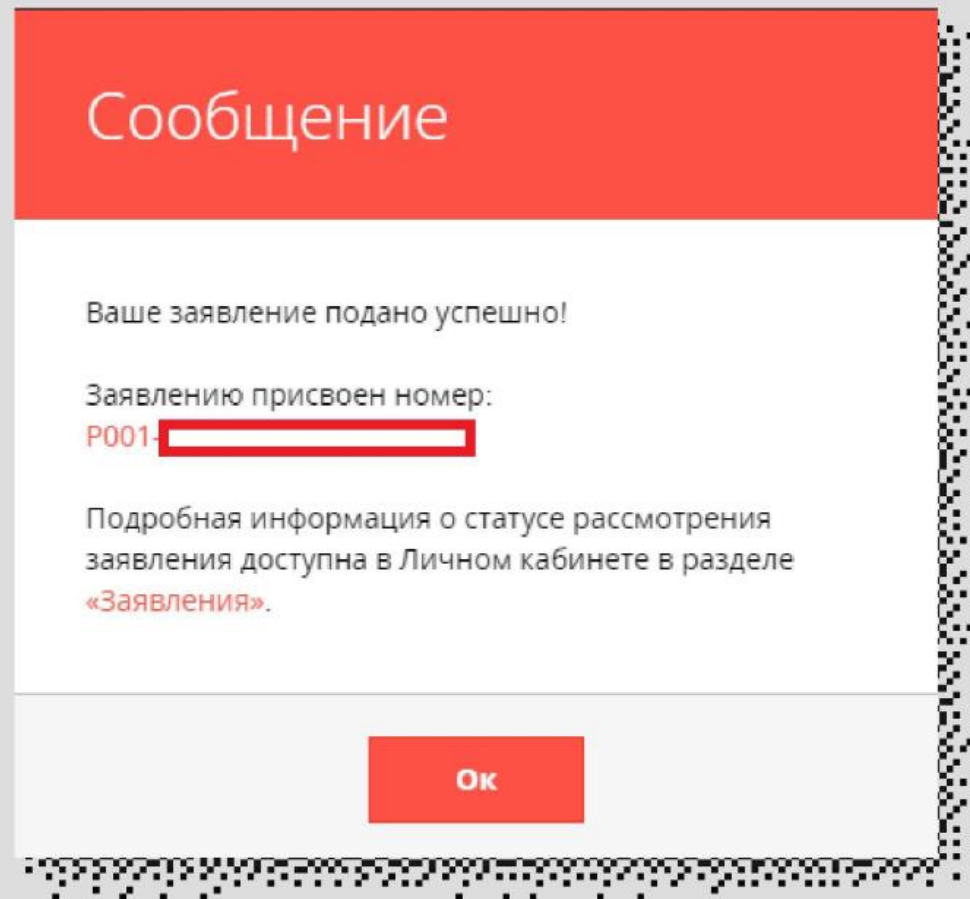 Сообщение
Ваше заявление подано успешно!
Заявлению присвоен номер:
P001-
Подробная информация о статусе рассмотрения
заявления доступна в Личном кабинете в разделе
«Заявления».
Ок